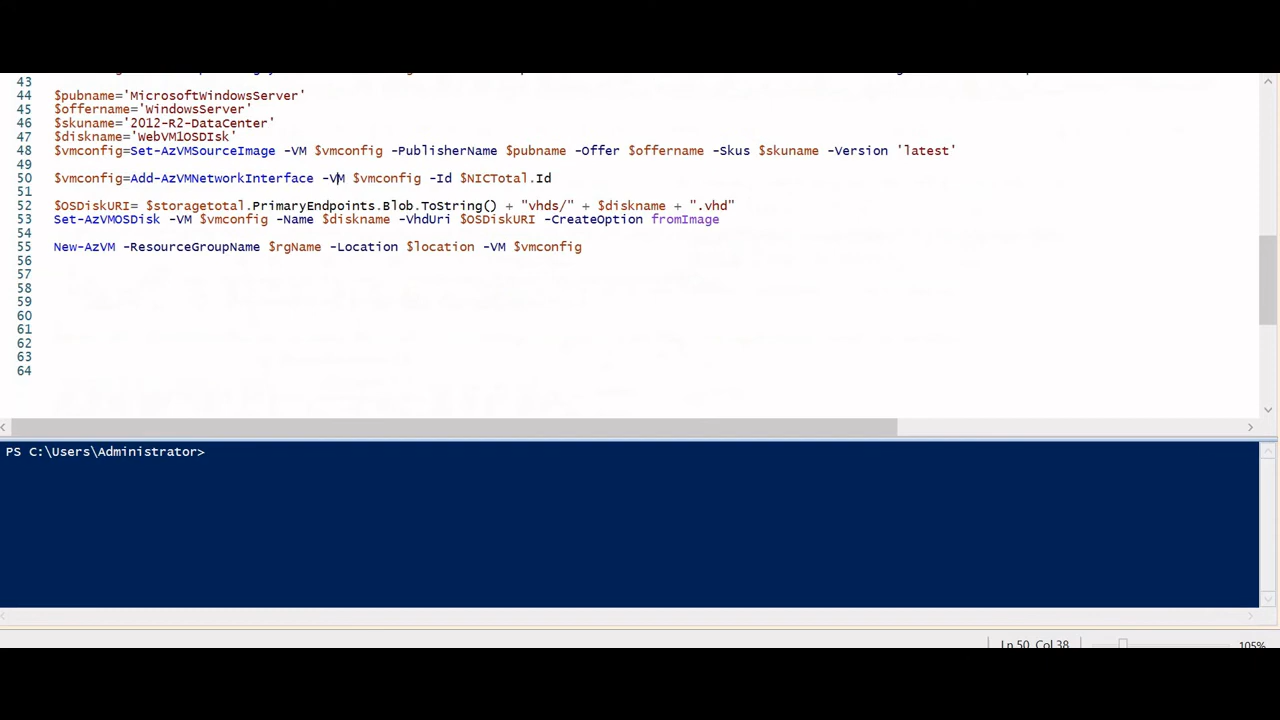 43
44 $pubname='MicrosoftWindowsServer'
45 $offername='WindowsServer'
46 $skuname='2012-R2-DataCenter'
47 $diskname='WebVM1OSDIsk'
48 $vmconfig=Set-AzVMSourceImage -VM $vmconfig -PublisherName $pubname -Offer $offername -Skus $skuname -Version 'latest'
49
50 $vmconfig=Add-AzVMNetworkInterface -VM $vmconfig -Id $NICTotal.Id
51
52 $OSDiskURI= $storagetotal.PrimaryEndpoints.Blob.ToString() + "vhds/" + $diskname + ".vhd"
53 Set-AzVMOSDisk -VM $vmconfig -Name $diskname -VhdUri $OSDiskURI -CreateOption fromImage
54
55 New-AzVM -ResourceGroupName $rgName -Location $location -VM $vmconfig
56
57
58
59
60
61
62
63
64
PS C:\Users\Administrator>
Ln 50 Col 38
105%